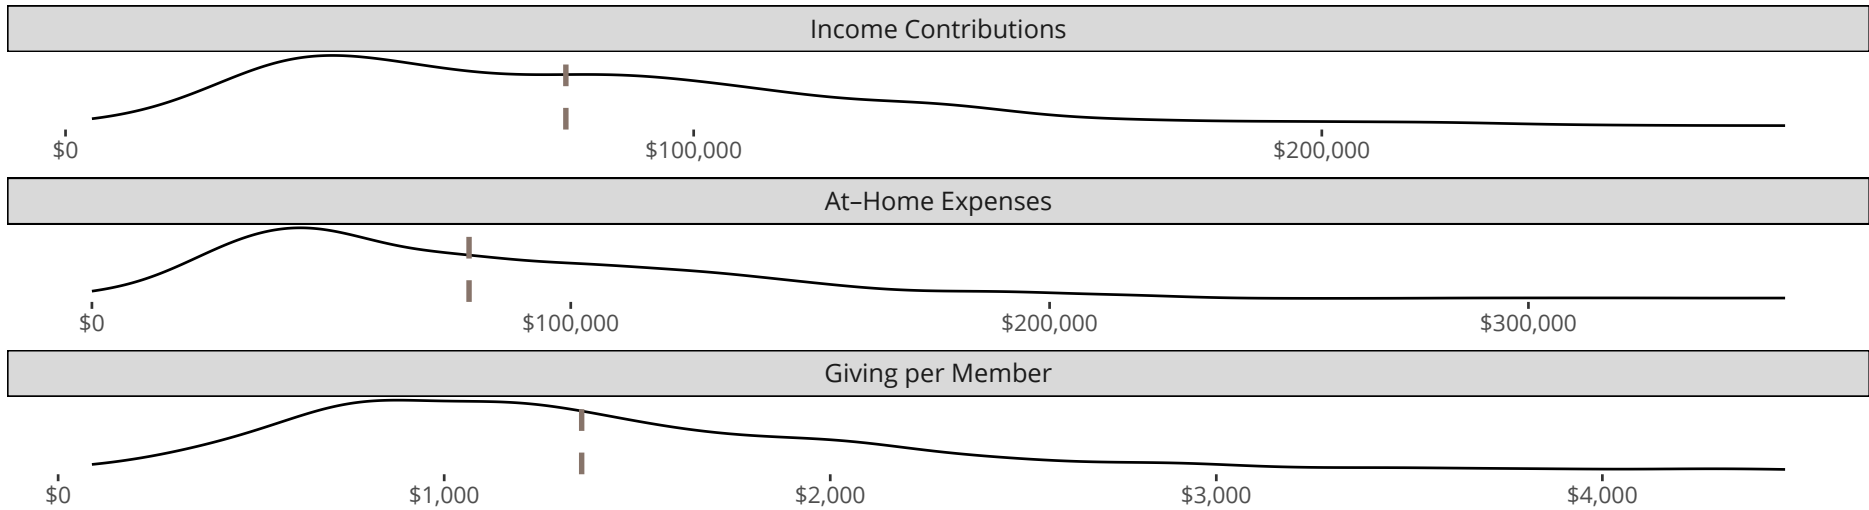 Income Contributions
$0 $100,000 $200,000
At–Home Expenses
$0 $100,000 $200,000 $300,000
Giving per Member
$0 $1,000 $2,000 $3,000 $4,000